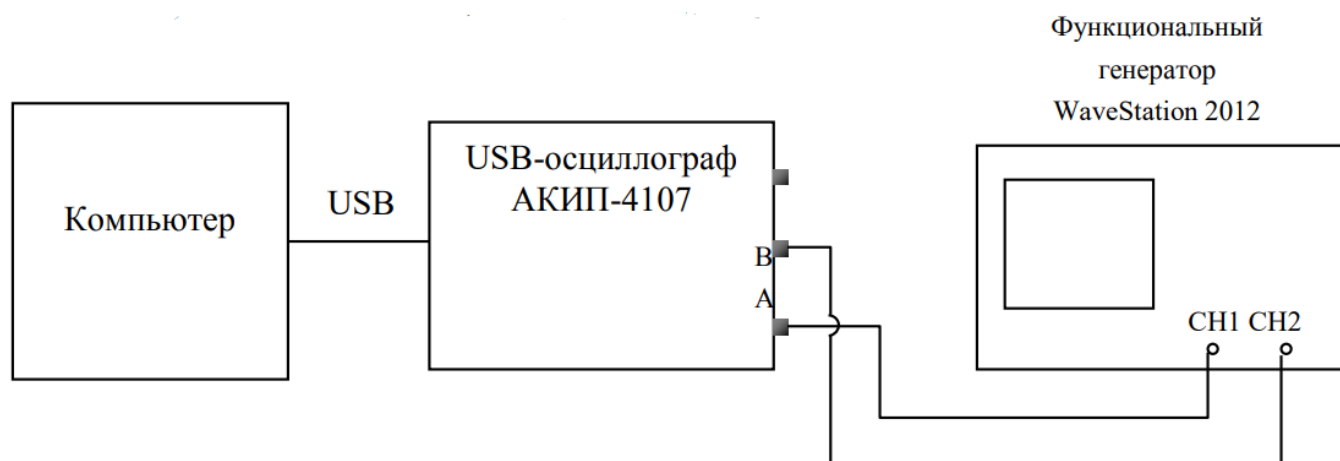 Функциональный
генератор
WaveStation 2012
Компьютер
USB
USB-осциллограф
АКИП-4107
B
A
CH1 CH2